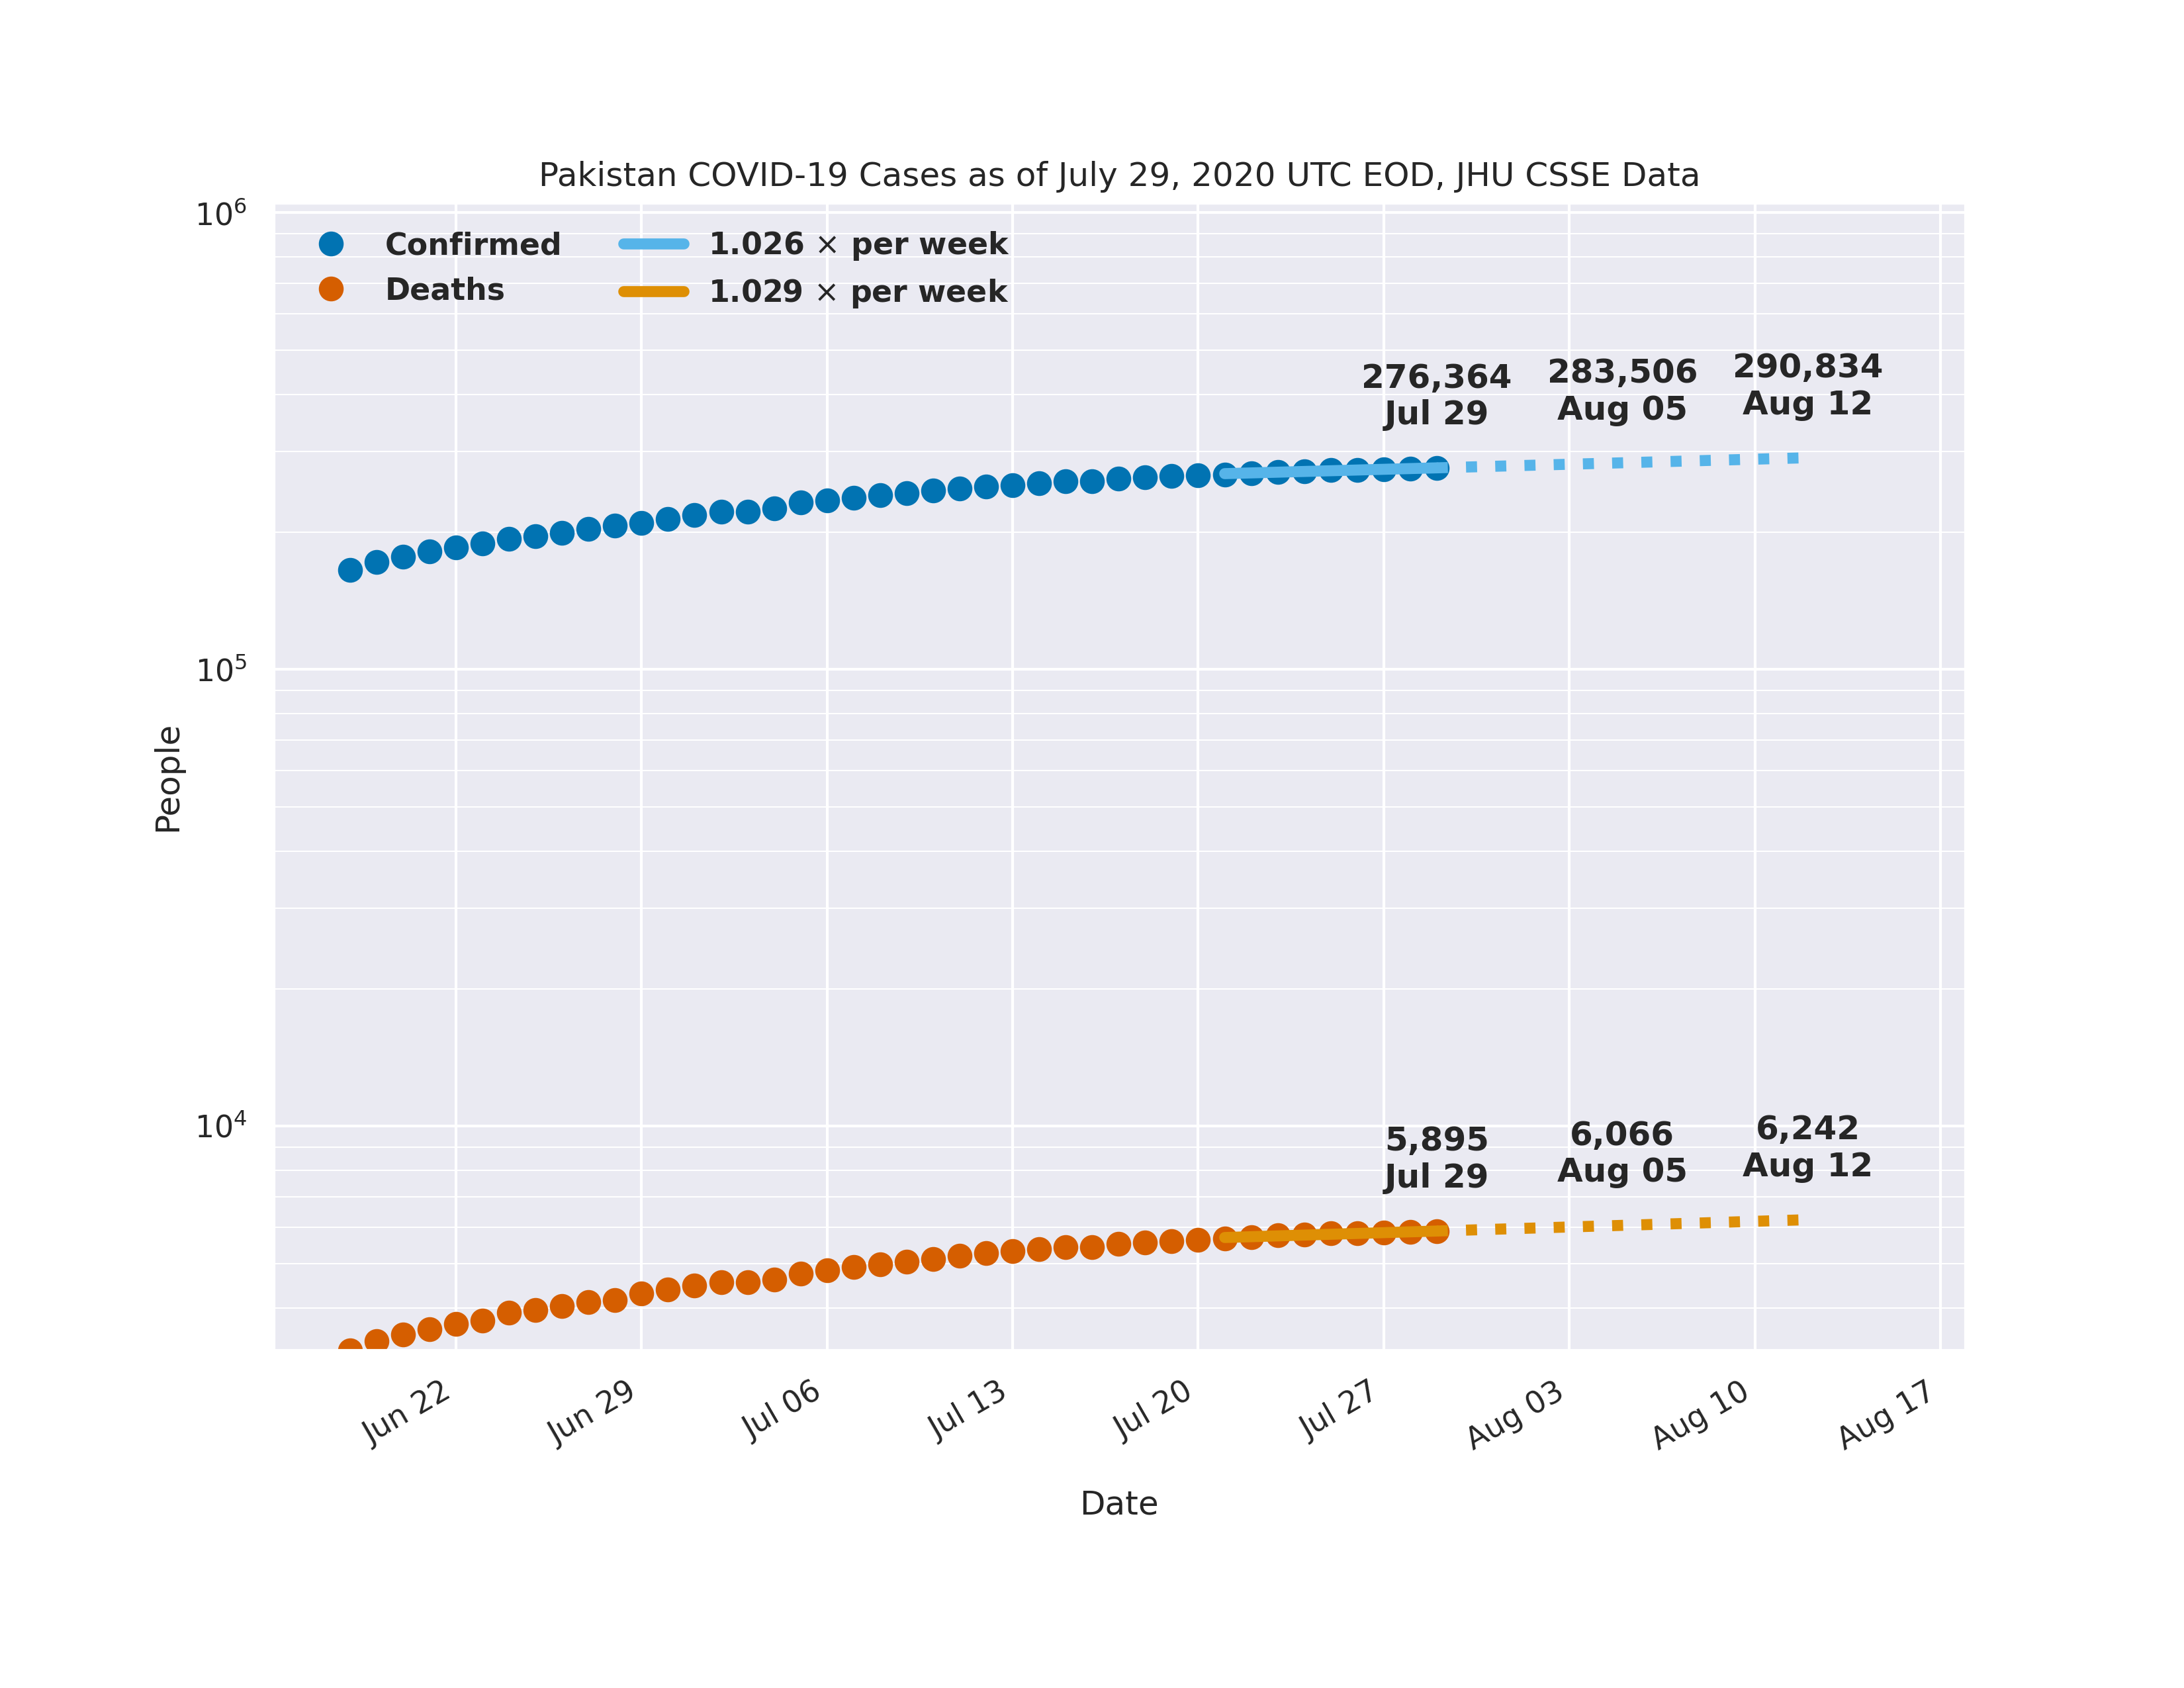 Pakistan COVID-19 Cases as of July 29, 2020 UTC EOD, JHU CSSE Data
10⁶
Confirmed
Deaths
1.026 × per week
1.029 × per week
276,364
Jul 29
283,506
Aug 05
290,834
Aug 12
10⁵
People
10⁴
5,895
Jul 29
6,066
Aug 05
6,242
Aug 12
Jun 22
Jun 29
Jul 06
Jul 13
Jul 20
Jul 27
Aug 03
Aug 10
Aug 17
Date